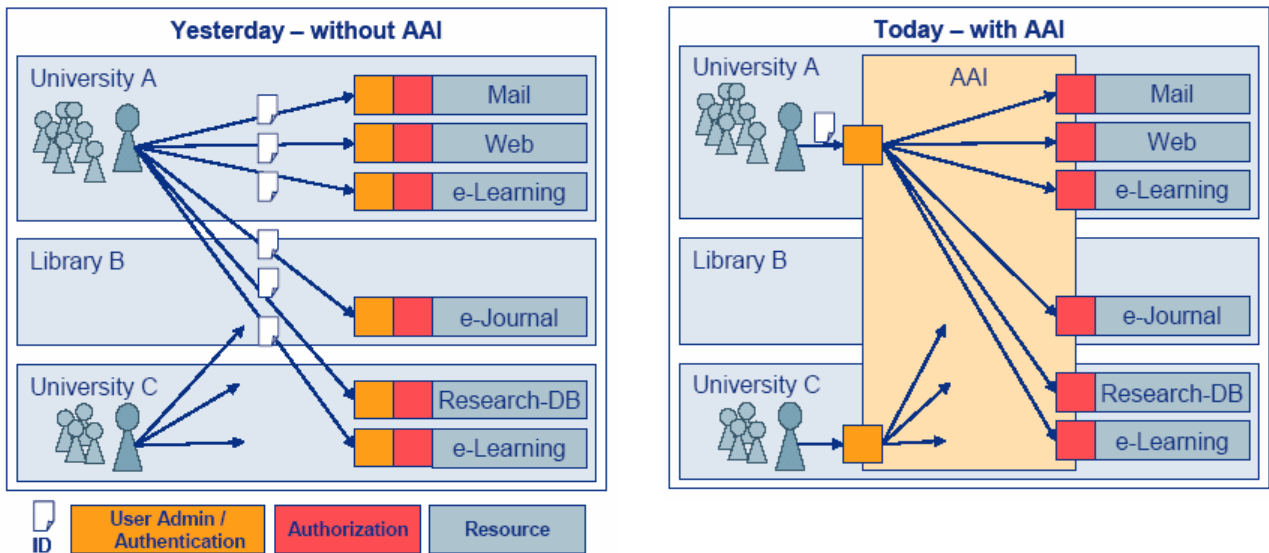 Yesterday – without AAI
University A
Mail
Web
e-Learning
Library B
e-Journal
University C
Research-DB
e-Learning
ID
User Admin /
Authentication
Authorization
Resource
Today – with AAI
University A
AAI
Mail
Web
e-Learning
Library B
e-Journal
University C
Research-DB
e-Learning